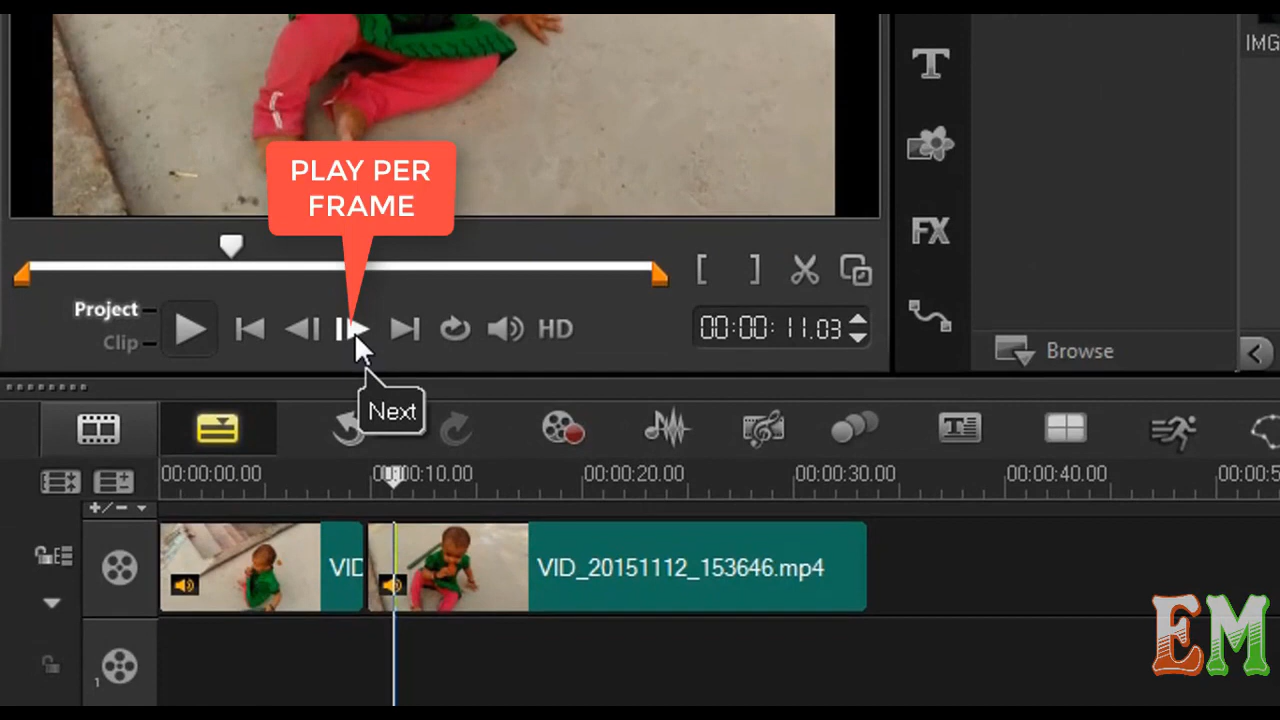 IMG
T
PLAY PER
FRAME
FX
[ ]
Project
Clip
HD
00:00:11.03
Browse
Next
00:00:00.00
00:00:10.00
00:00:20.00
00:00:30.00
00:00:40.00
00:00:5
+/−
VID
VID_20151112_153646.mp4
1
EM